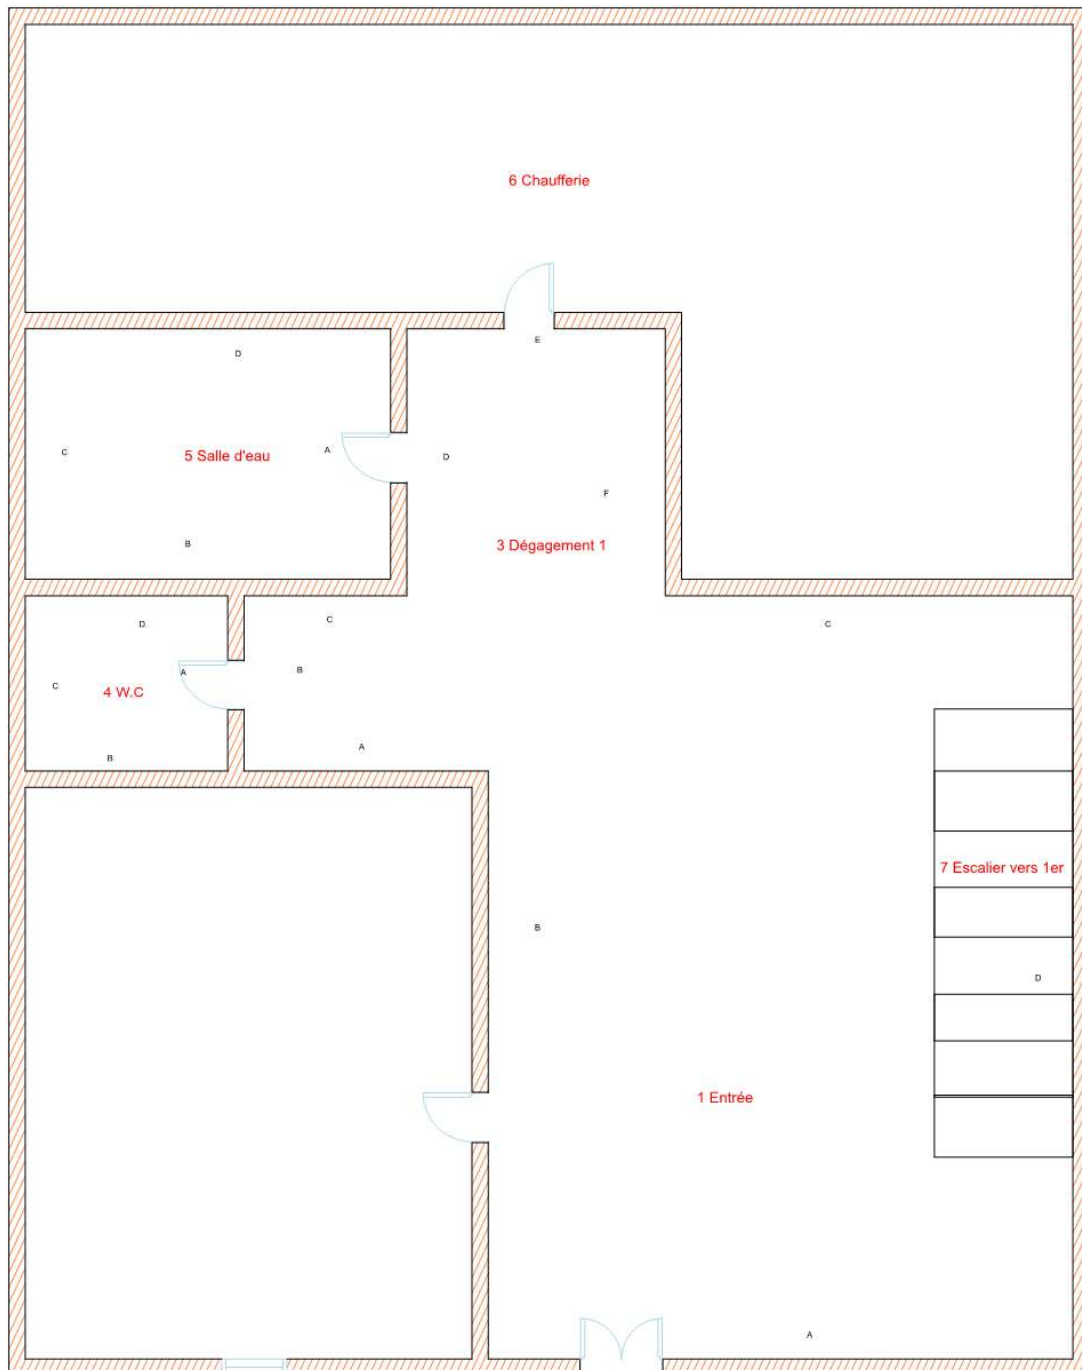 6 Chaufferie
E
D
C
5 Salle d'eau
A
D
F
B
3 Dégagement 1
D
C
C
A
B
C
4 W.C
A
B
7 Escalier vers 1er
B
D
1 Entrée
A